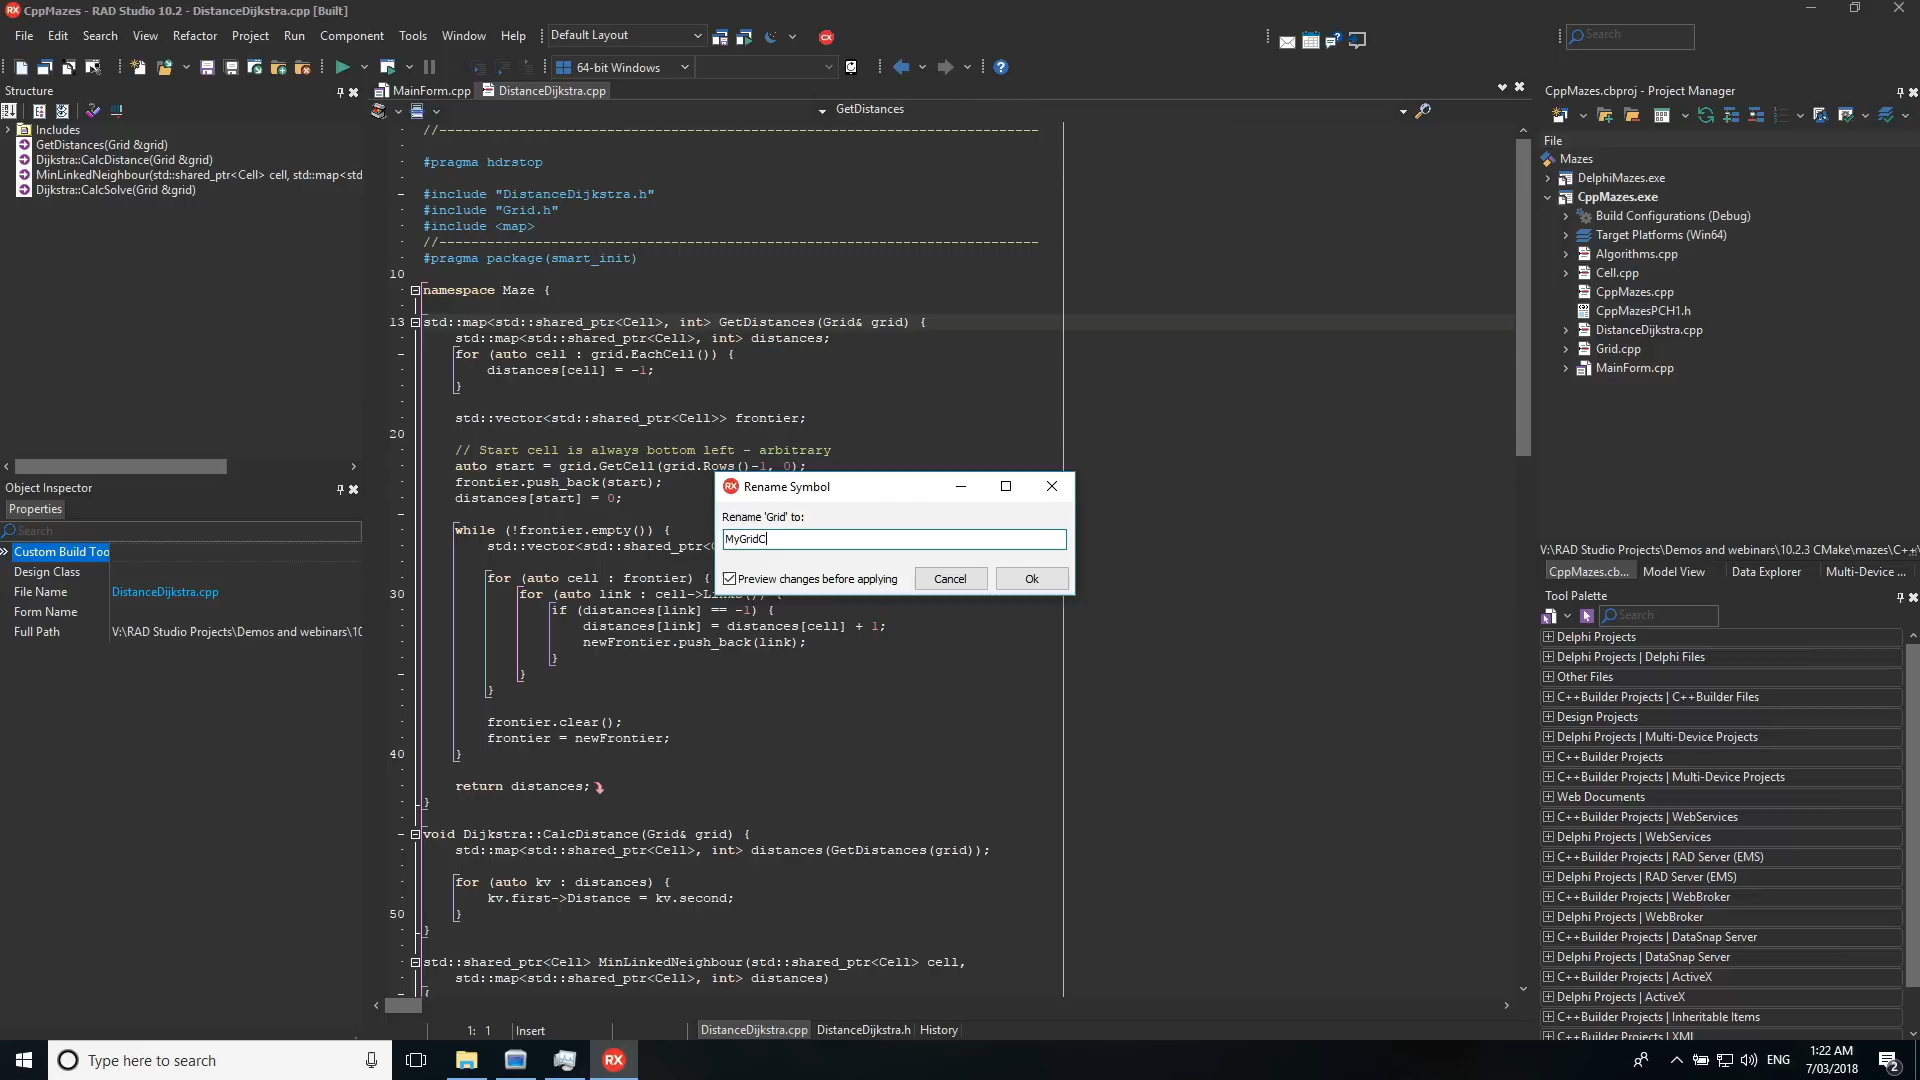 CppMazes - RAD Studio 10.2 - DistanceDijkstra.cpp [Built]
File Edit Search View Refactor Project Run Component Tools Window Help
Default Layout
Search
64-bit Windows
Structure
MainForm.cpp DistanceDijkstra.cpp
GetDistances
Includes
GetDistances(Grid &grid)
Dijkstra::CalcDistance(Grid &grid)
MinLinkedNeighbour(std::shared_ptr<Cell> cell, std::map<std
Dijkstra::CalcSolve(Grid &grid)
Object Inspector
Properties
Search
Custom Build Too
Design Class
File Name DistanceDijkstra.cpp
Form Name
Full Path V:\RAD Studio Projects\Demos and webinars\10
//---------------------------------------------------------------------------
#pragma hdrstop
#include "DistanceDijkstra.h"
#include "Grid.h"
#include <map>
//---------------------------------------------------------------------------
#pragma package(smart_init)
10
namespace Maze {
13 std::map<std::shared_ptr<Cell>, int> GetDistances(Grid& grid) {
std::map<std::shared_ptr<Cell>, int> distances;
for (auto cell : grid.EachCell()) {
distances[cell] = -1;
}
std::vector<std::shared_ptr<Cell>> frontier;
20
// Start cell is always bottom left - arbitrary
auto start = grid.GetCell(grid.Rows()-1, 0);
frontier.push_back(start);
distances[start] = 0;
while (!frontier.empty()) {
std::vector<std::shared_ptr<
for (auto cell : frontier) {
30 for (auto link : cell->Links()) {
if (distances[link] == -1) {
distances[link] = distances[cell] + 1;
newFrontier.push_back(link);
}
}
}
frontier.clear();
frontier = newFrontier;
40 }
return distances;
}
void Dijkstra::CalcDistance(Grid& grid) {
std::map<std::shared_ptr<Cell>, int> distances(GetDistances(grid));
for (auto kv : distances) {
kv.first->Distance = kv.second;
50 }
}
std::shared_ptr<Cell> MinLinkedNeighbour(std::shared_ptr<Cell> cell,
std::map<std::shared_ptr<Cell>, int> distances)
{
1: 1 Insert
DistanceDijkstra.cpp DistanceDijkstra.h History
RX Rename Symbol
Rename 'Grid' to:
MyGridC
Preview changes before applying
Cancel
Ok
CppMazes.cbproj - Project Manager
File
Mazes
DelphiMazes.exe
CppMazes.exe
Build Configurations (Debug)
Target Platforms (Win64)
Algorithms.cpp
Cell.cpp
CppMazes.cpp
CppMazesPCH1.h
DistanceDijkstra.cpp
Grid.cpp
MainForm.cpp
V:\RAD Studio Projects\Demos and webinars\10.2.3 CMake\mazes\C++\
CppMazes.cb... Model View Data Explorer Multi-Device ...
Tool Palette
Search
Delphi Projects
Delphi Projects | Delphi Files
Other Files
C++Builder Projects | C++Builder Files
Design Projects
Delphi Projects | Multi-Device Projects
C++Builder Projects
C++Builder Projects | Multi-Device Projects
Web Documents
C++Builder Projects | WebServices
Delphi Projects | WebServices
C++Builder Projects | RAD Server (EMS)
Delphi Projects | RAD Server (EMS)
C++Builder Projects | WebBroker
Delphi Projects | WebBroker
C++Builder Projects | DataSnap Server
Delphi Projects | DataSnap Server
C++Builder Projects | ActiveX
Delphi Projects | ActiveX
C++Builder Projects | Inheritable Items
C++Builder Projects | XML
Type here to search
RX
ENG
1:22 AM
7/03/2018
2